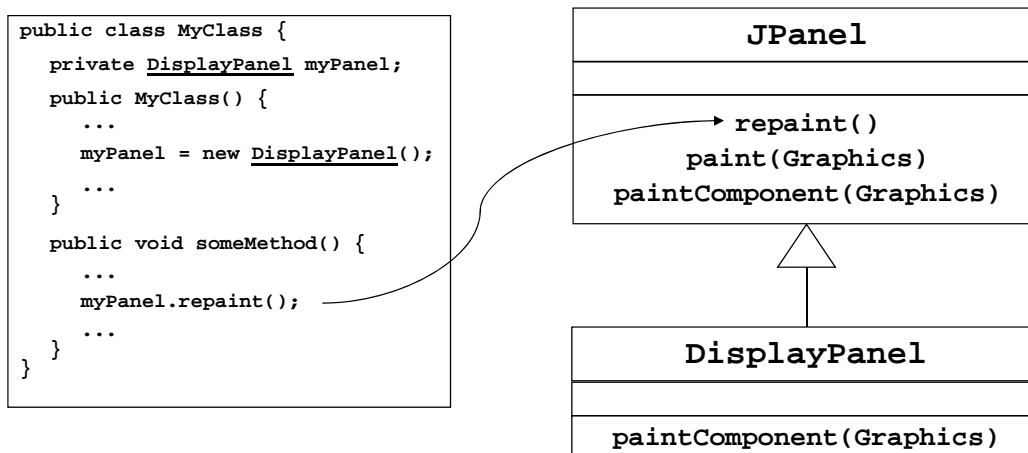 public class MyClass {
private DisplayPanel myPanel;
public MyClass() {
...
myPanel = new DisplayPanel();
...
}
public void someMethod() {
...
myPanel.repaint();
...
}
}
JPanel
repaint()
paint(Graphics)
paintComponent(Graphics)
DisplayPanel
paintComponent(Graphics)